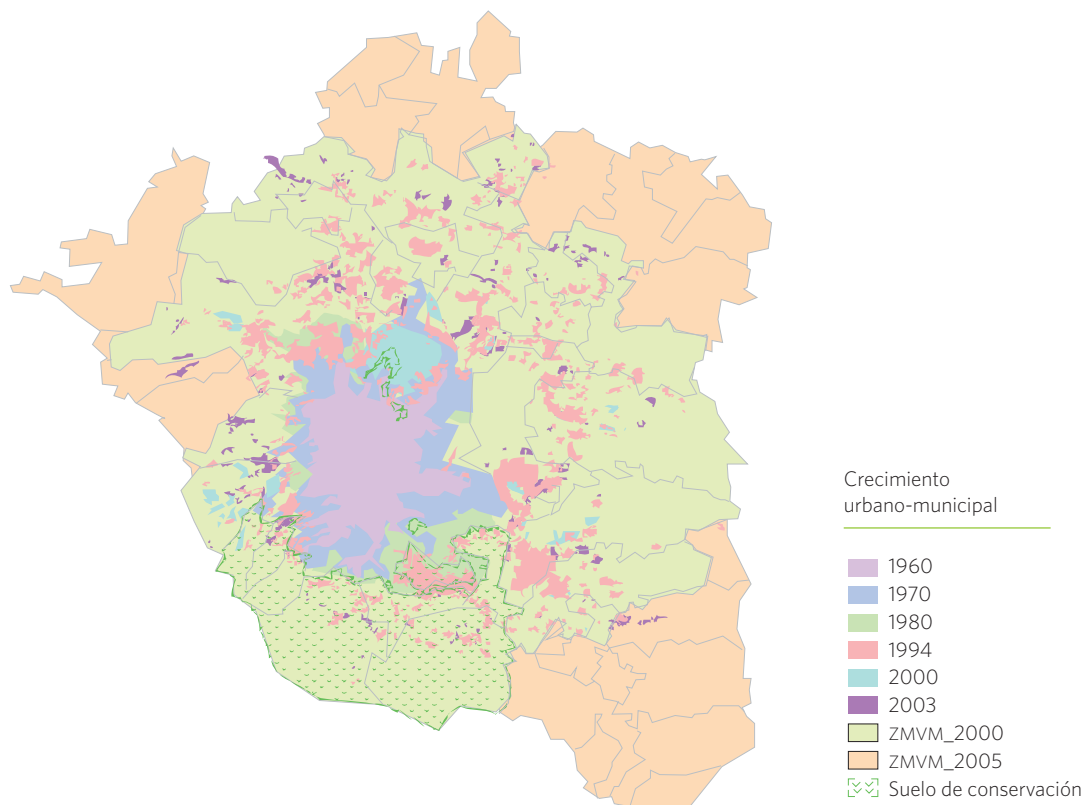 Crecimiento
urbano-municipal
1960
1970
1980
1994
2000
2003
ZMVM_2000
ZMVM_2005
Suelo de conservación